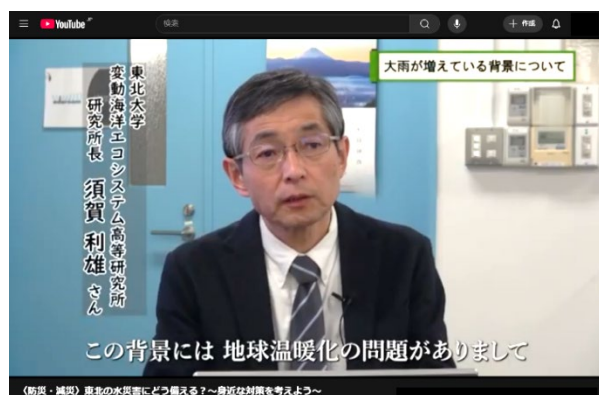 YouTube JP
検索
作成
大雨が増えている背景について
東北大学
変動海洋エコシステム高等研究所
研究所長 須賀 利雄 さん
この背景には 地球温暖化の問題がありまして
〈防災・減災〉東北の水災害にどう備える？～身近な対策を考えよう～